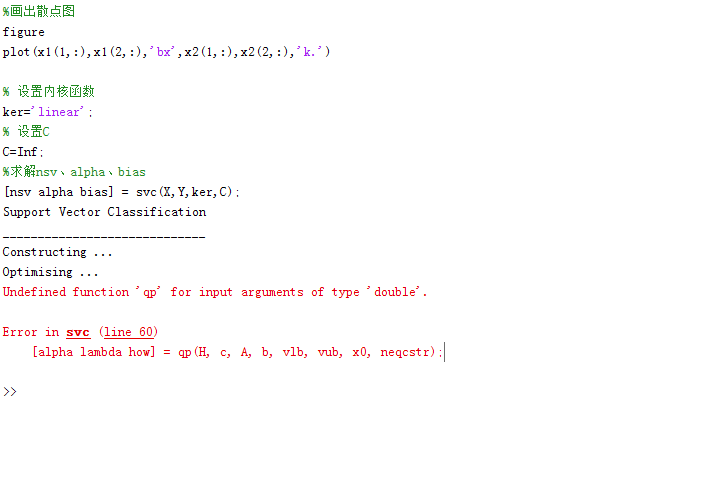 %画出散点图
figure
plot(x1(1,:),x1(2,:),'bx',x2(1,:),x2(2,:),'k.')
% 设置内核函数
ker='linear';
% 设置C
C=Inf;
%求解nsv、alpha、bias
[nsv alpha bias] = svc(X,Y,ker,C);
Support Vector Classification
_____________________________
Constructing ...
Optimising ...
Undefined function 'qp' for input arguments of type 'double'.
Error in svc (line 60)
[alpha lambda how] = qp(H, c, A, b, vlb, vub, x0, neqcstr);
>>